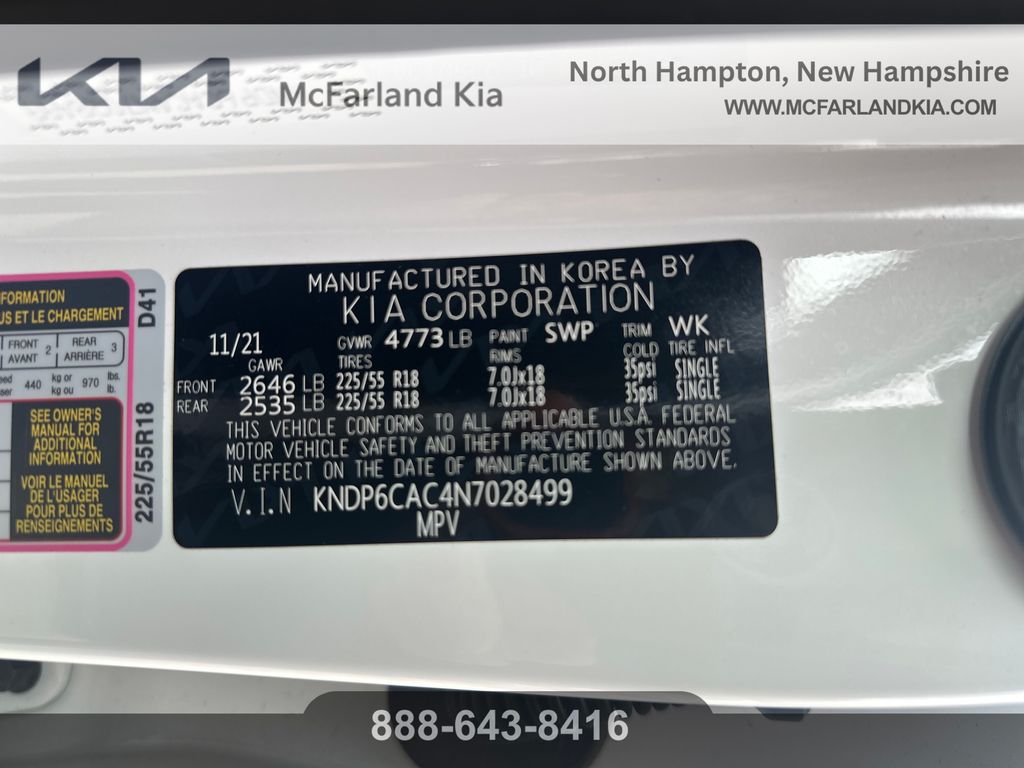 KIA
McFarland Kia
North Hampton, New Hampshire
WWW.MCFARLANDKIA.COM
MANUFACTURED IN KOREA BY
KIA CORPORATION
11/21 GVWR 4773 LB PAINT SWP TRIM WK
GAWR TIRES RIMS COLD TIRE INFL
FRONT 2646 LB 225/55 R18 7.0Jx18 35psi SINGLE
REAR 2535 LB 225/55 R18 7.0Jx18 35psi SINGLE
THIS VEHICLE CONFORMS TO ALL APPLICABLE U.S.A. FEDERAL
MOTOR VEHICLE SAFETY AND THEFT PREVENTION STANDARDS
IN EFFECT ON THE DATE OF MANUFACTURE SHOWN ABOVE.
V.I.N KNDP6CAC4N7028499
MPV
FRONT 2 REAR 3
AVANT ARRIÈRE
440 kg or 970 lbs.
kg ou lb.
SEE OWNER'S
MANUAL FOR
ADDITIONAL
INFORMATION
VOIR LE MANUEL
DE L'USAGER
POUR PLUS DE
RENSEIGNEMENTS
D41
225/55R18
888-643-8416